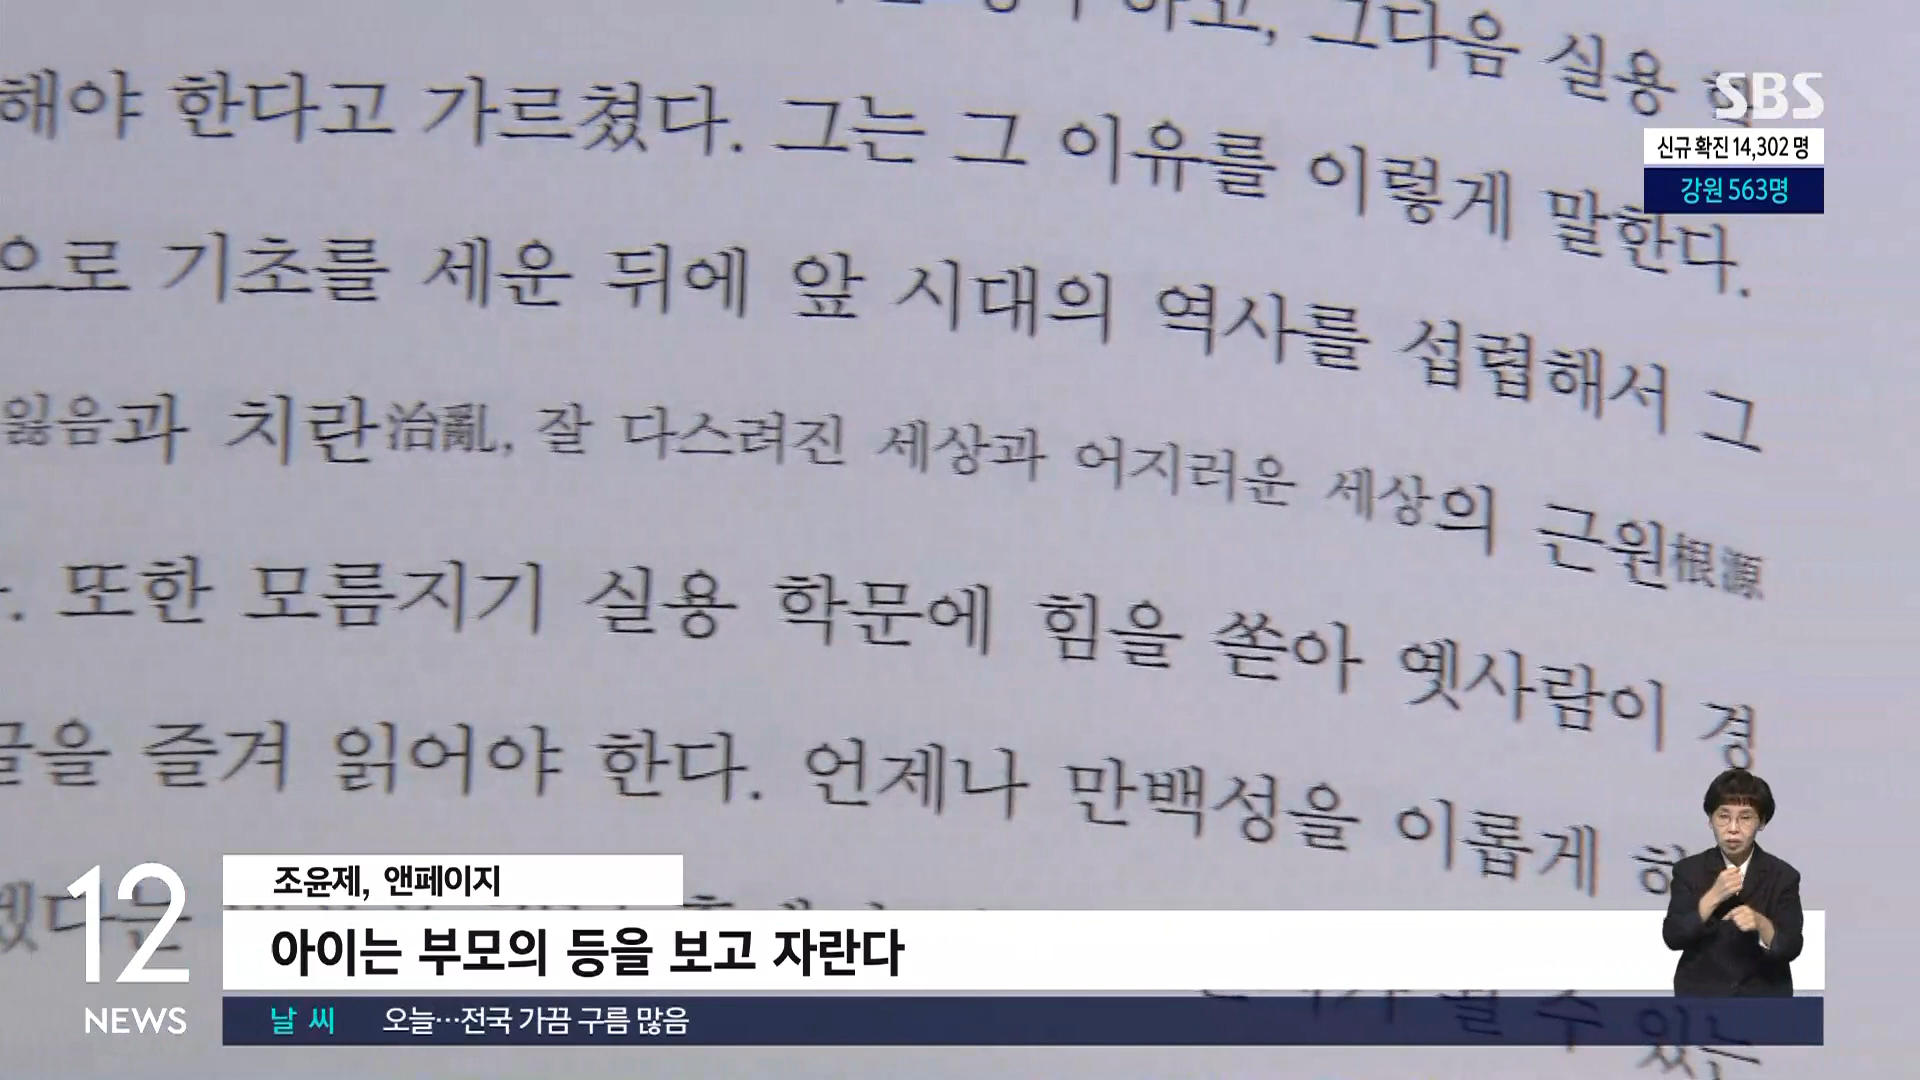 하고, 그다음 실용
해야 한다고 가르쳤다. 그는 그 이유를 이렇게 말한다.
으로 기초를 세운 뒤에 앞 시대의 역사를 섭렵해서 그
잃음과 치란治亂, 잘 다스려진 세상과 어지러운 세상의 근원根源
또한 모름지기 실용 학문에 힘을 쏟아 옛사람이 경
글을 즐겨 읽어야 한다. 언제나 만백성을 이롭게
SBS
신규 확진 14,302 명
강원 563명
12
NEWS
조윤제, 앤페이지
아이는 부모의 등을 보고 자란다
날 씨 오늘…전국 가끔 구름 많음